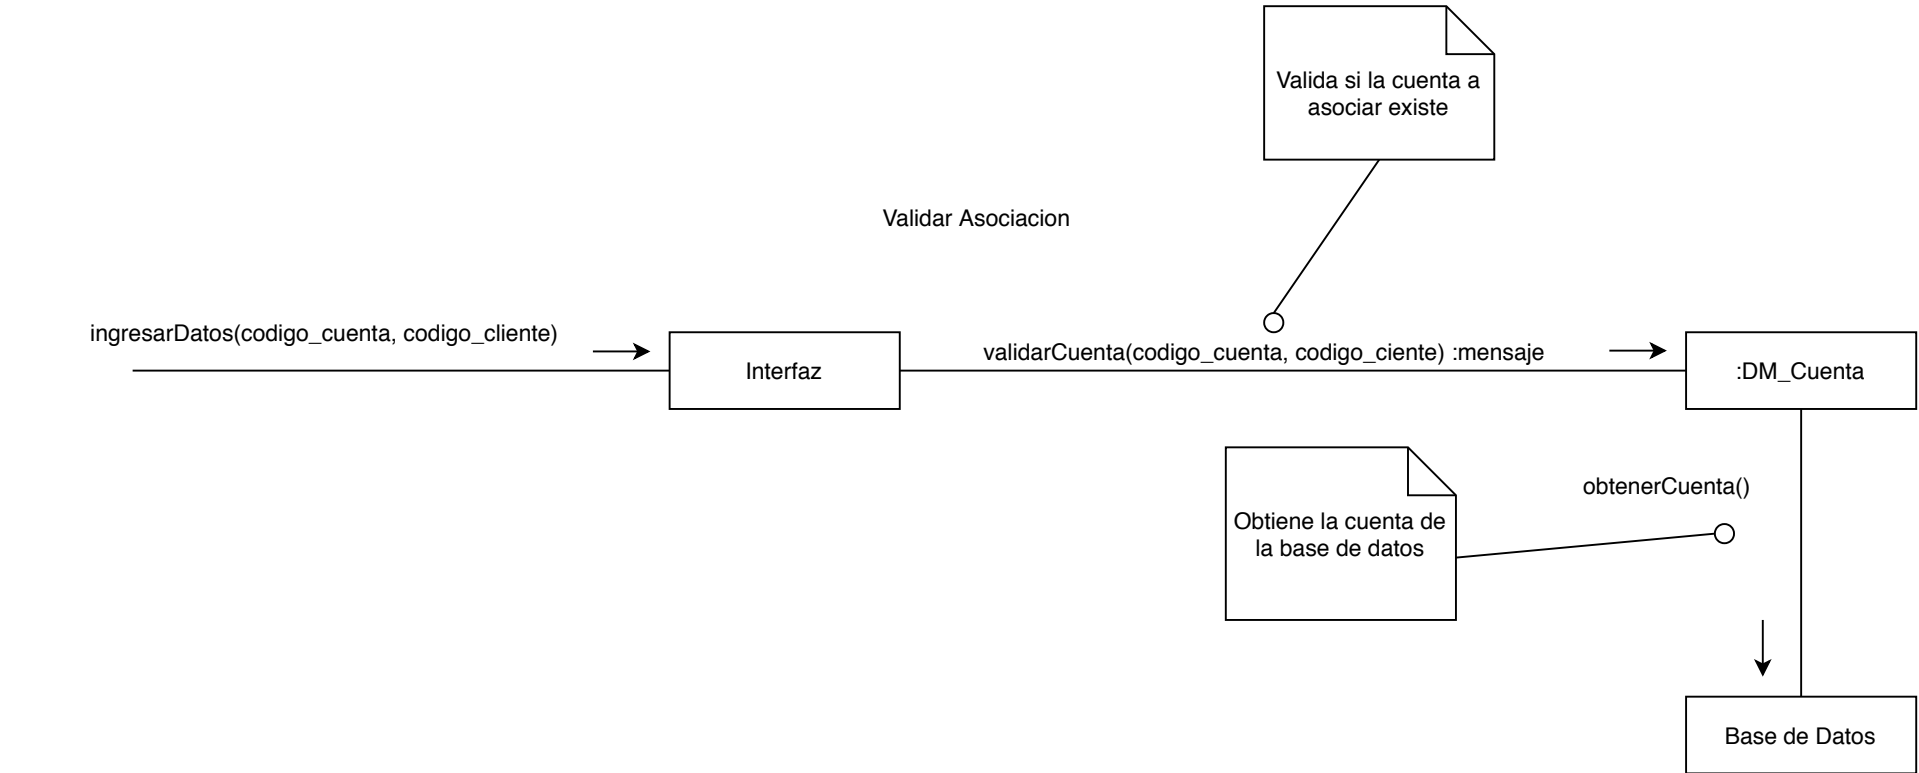 Valida si la cuenta a
asociar existe
Validar Asociacion
ingresarDatos(codigo_cuenta, codigo_cliente)
validarCuenta(codigo_cuenta, codigo_ciente) :mensaje
Interfaz
:DM_Cuenta
obtenerCuenta()
Obtiene la cuenta de
la base de datos
Base de Datos